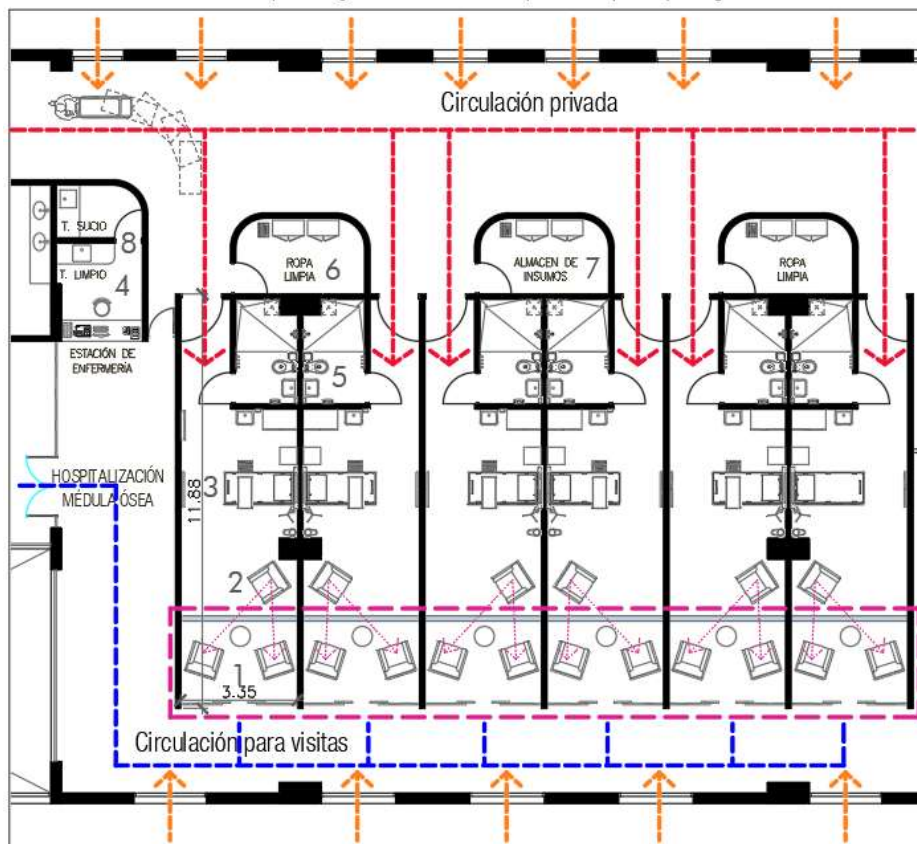 Circulación privada
T. SUCIO
8
T. LIMPIO
4
ESTACIÓN DE
ENFERMERÍA
ROPA
LIMPIA
6
ALMACEN DE
INSUMOS
7
ROPA
LIMPIA
5
HOSPITALIZACIÓN
MÉDULA ÓSEA
3
11.88
2
1
3.35
Circulación para visitas